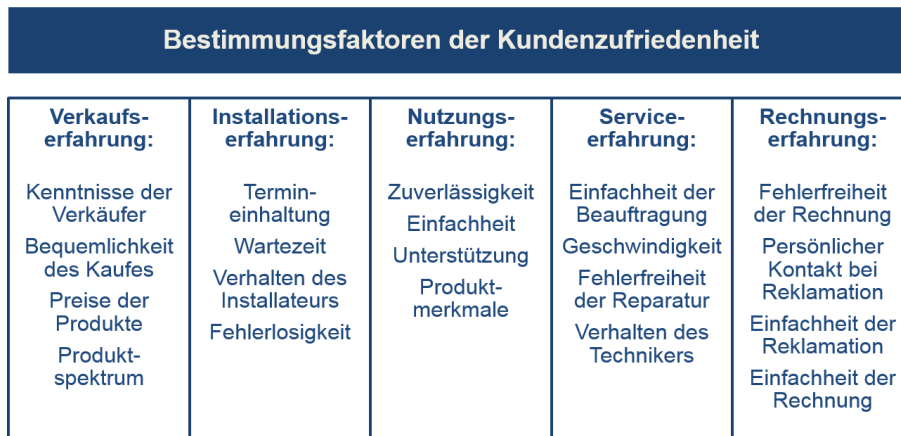 Bestimmungsfaktoren der Kundenzufriedenheit
Verkaufs-
erfahrung:
Kenntnisse der
Verkäufer
Bequemlichkeit
des Kaufes
Preise der
Produkte
Produkt-
spektrum
Installations-
erfahrung:
Termin-
einhaltung
Wartezeit
Verhalten des
Installateurs
Fehlerlosigkeit
Nutzungs-
erfahrung:
Zuverlässigkeit
Einfachheit
Unterstützung
Produkt-
merkmale
Service-
erfahrung:
Einfachheit der
Beauftragung
Geschwindigkeit
Fehlerfreiheit
der Reparatur
Verhalten des
Technikers
Rechnungs-
erfahrung:
Fehlerfreiheit
der Rechnung
Persönlicher
Kontakt bei
Reklamation
Einfachheit der
Reklamation
Einfachheit der
Rechnung